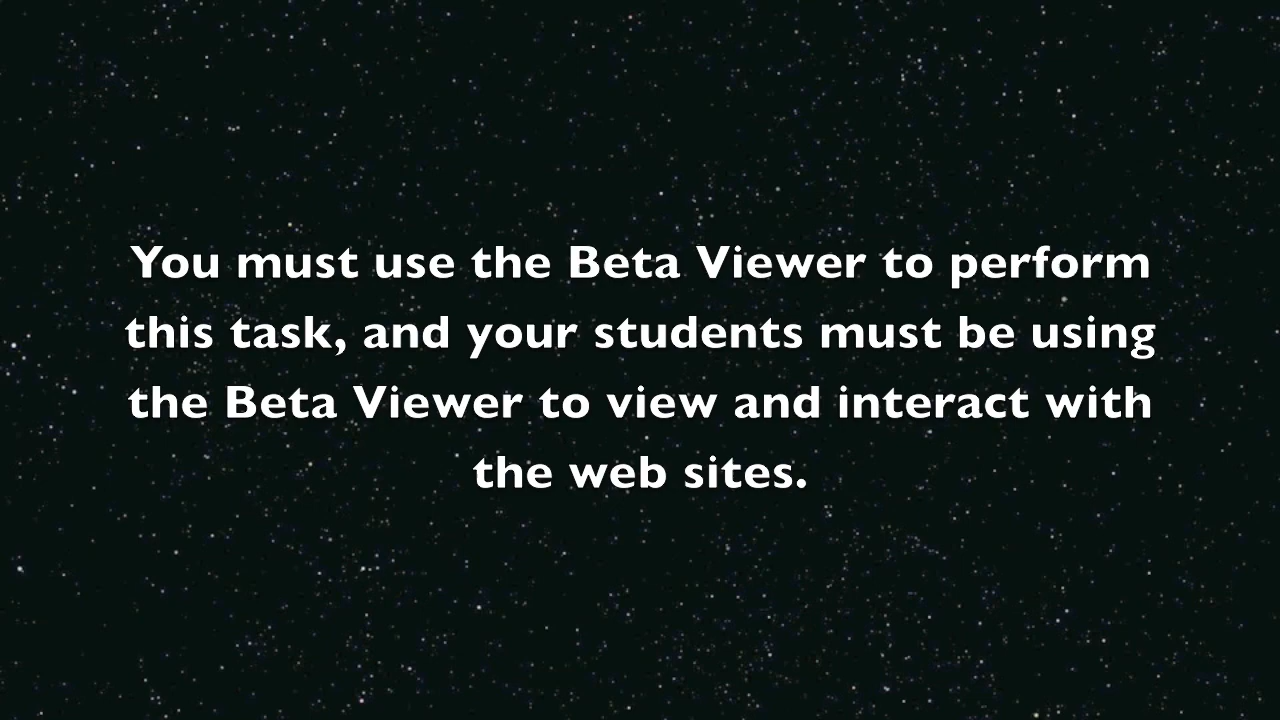 You must use the Beta Viewer to perform
this task, and your students must be using
the Beta Viewer to view and interact with
the web sites.